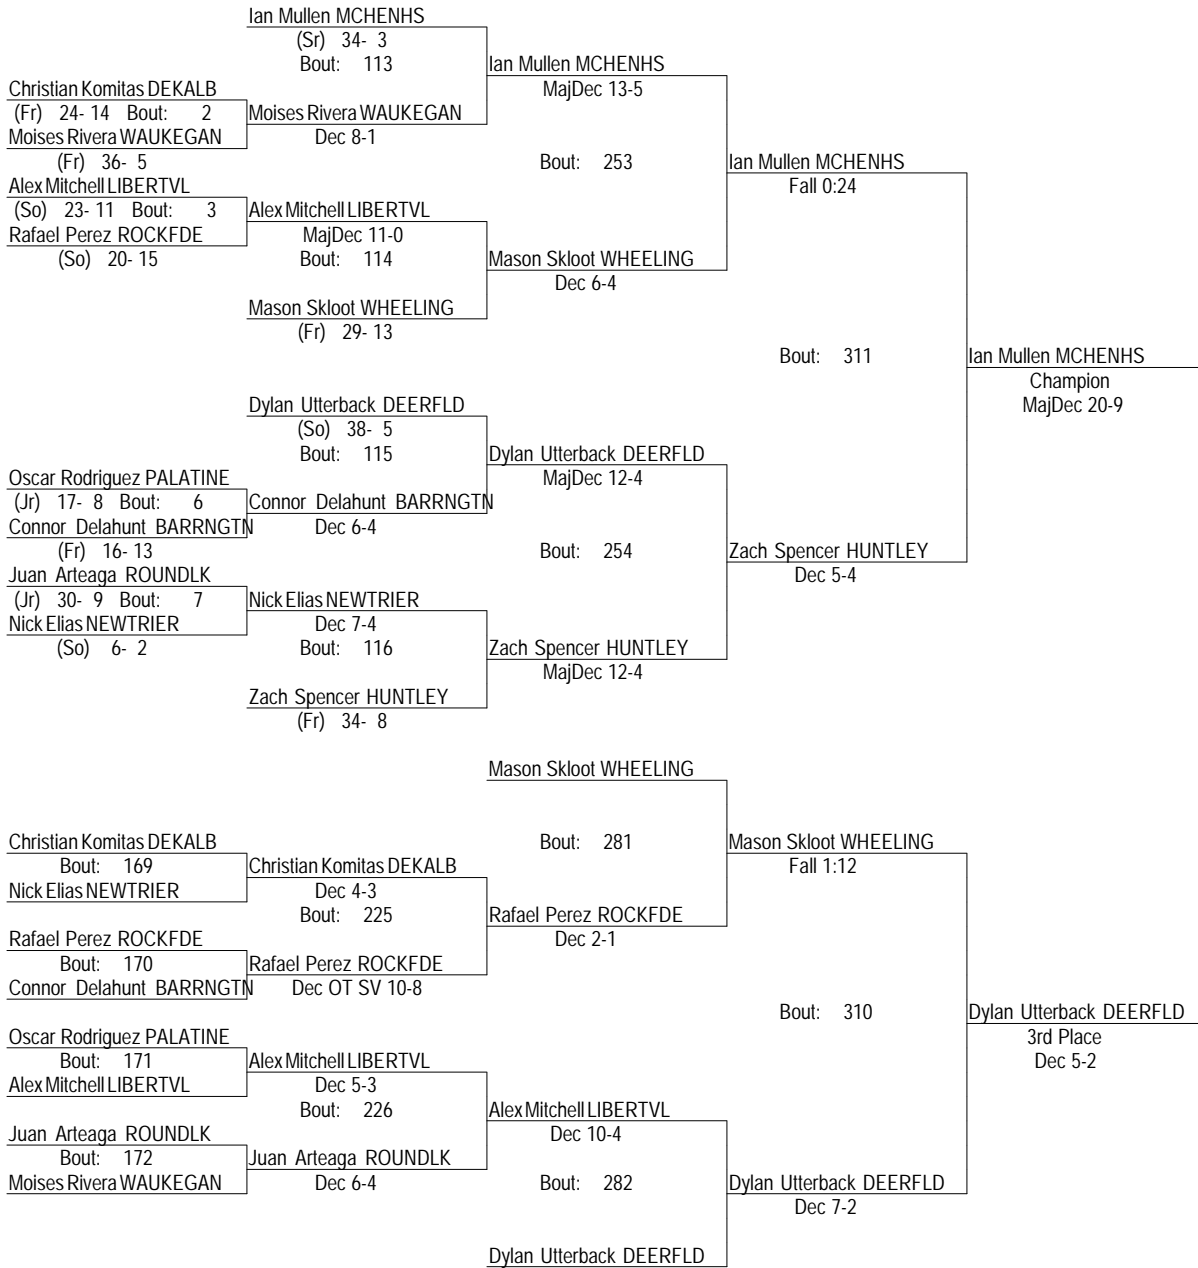 Ian Mullen MCHENHS
(Sr) 34- 3
Bout: 113
Ian Mullen MCHENHS
MajDec 13-5
Christian Komitas DEKALB
(Fr) 24- 14 Bout: 2
Moises Rivera WAUKEGAN
Moises Rivera WAUKEGAN
Dec 8-1
(Fr) 36- 5
Bout: 253
Ian Mullen MCHENHS
Fall 0:24
Alex Mitchell LIBERTVL
(So) 23- 11 Bout: 3
Alex Mitchell LIBERTVL
Rafael Perez ROCKFDE
MajDec 11-0
(So) 20- 15
Bout: 114
Mason Skloot WHEELING
Dec 6-4
Mason Skloot WHEELING
(Fr) 29- 13
Bout: 311
Ian Mullen MCHENHS
Champion
MajDec 20-9
Dylan Utterback DEERFLD
(So) 38- 5
Bout: 115
Dylan Utterback DEERFLD
MajDec 12-4
Oscar Rodriguez PALATINE
(Jr) 17- 8 Bout: 6
Connor Delahunt BARRNGTN
Connor Delahunt BARRNGTN
Dec 6-4
(Fr) 16- 13
Bout: 254
Zach Spencer HUNTLEY
Dec 5-4
Juan Arteaga ROUNDLK
(Jr) 30- 9 Bout: 7
Nick Elias NEWTRIER
Nick Elias NEWTRIER
Dec 7-4
(So) 6- 2
Bout: 116
Zach Spencer HUNTLEY
MajDec 12-4
Zach Spencer HUNTLEY
(Fr) 34- 8
Mason Skloot WHEELING
Bout: 281
Mason Skloot WHEELING
Fall 1:12
Christian Komitas DEKALB
Bout: 169
Christian Komitas DEKALB
Nick Elias NEWTRIER
Dec 4-3
Bout: 225
Rafael Perez ROCKFDE
Dec 2-1
Rafael Perez ROCKFDE
Bout: 170
Rafael Perez ROCKFDE
Connor Delahunt BARRNGTN
Dec OT SV 10-8
Bout: 310
Dylan Utterback DEERFLD
3rd Place
Dec 5-2
Oscar Rodriguez PALATINE
Bout: 171
Alex Mitchell LIBERTVL
Alex Mitchell LIBERTVL
Dec 5-3
Bout: 226
Alex Mitchell LIBERTVL
Dec 10-4
Juan Arteaga ROUNDLK
Bout: 172
Juan Arteaga ROUNDLK
Moises Rivera WAUKEGAN
Dec 6-4
Bout: 282
Dylan Utterback DEERFLD
Dec 7-2
Dylan Utterback DEERFLD